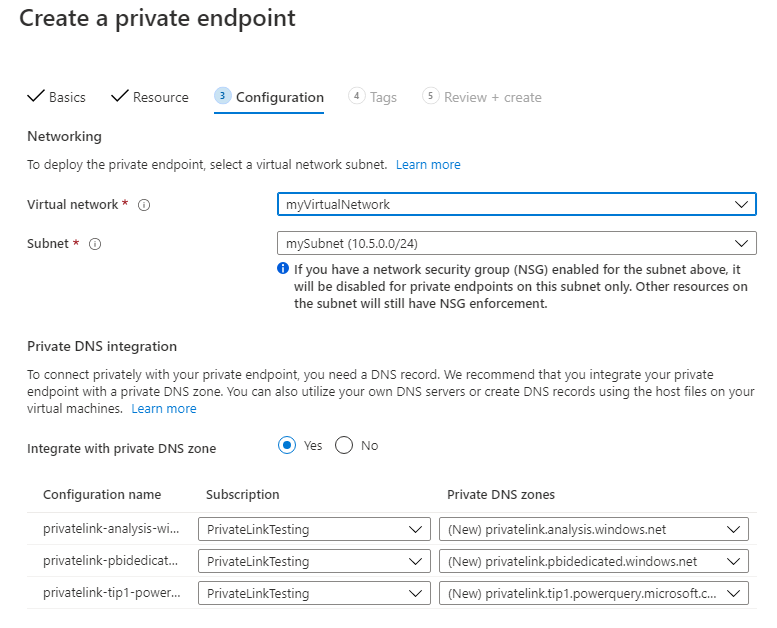 Create a private endpoint
Basics Resource 3 Configuration 4 Tags 5 Review + create
Networking
To deploy the private endpoint, select a virtual network subnet. Learn more
Virtual network * myVirtualNetwork
Subnet * mySubnet (10.5.0.0/24)
If you have a network security group (NSG) enabled for the subnet above, it
will be disabled for private endpoints on this subnet only. Other resources on
the subnet will still have NSG enforcement.
Private DNS integration
To connect privately with your private endpoint, you need a DNS record. We recommend that you integrate your private
endpoint with a private DNS zone. You can also utilize your own DNS servers or create DNS records using the host files on your
virtual machines. Learn more
Integrate with private DNS zone Yes No
Configuration name Subscription Private DNS zones
privatelink-analysis-wi... PrivateLinkTesting (New) privatelink.analysis.windows.net
privatelink-pbidedicat... PrivateLinkTesting (New) privatelink.pbidedicated.windows.net
privatelink-tip1-power... PrivateLinkTesting (New) privatelink.tip1.powerquery.microsoft.c...